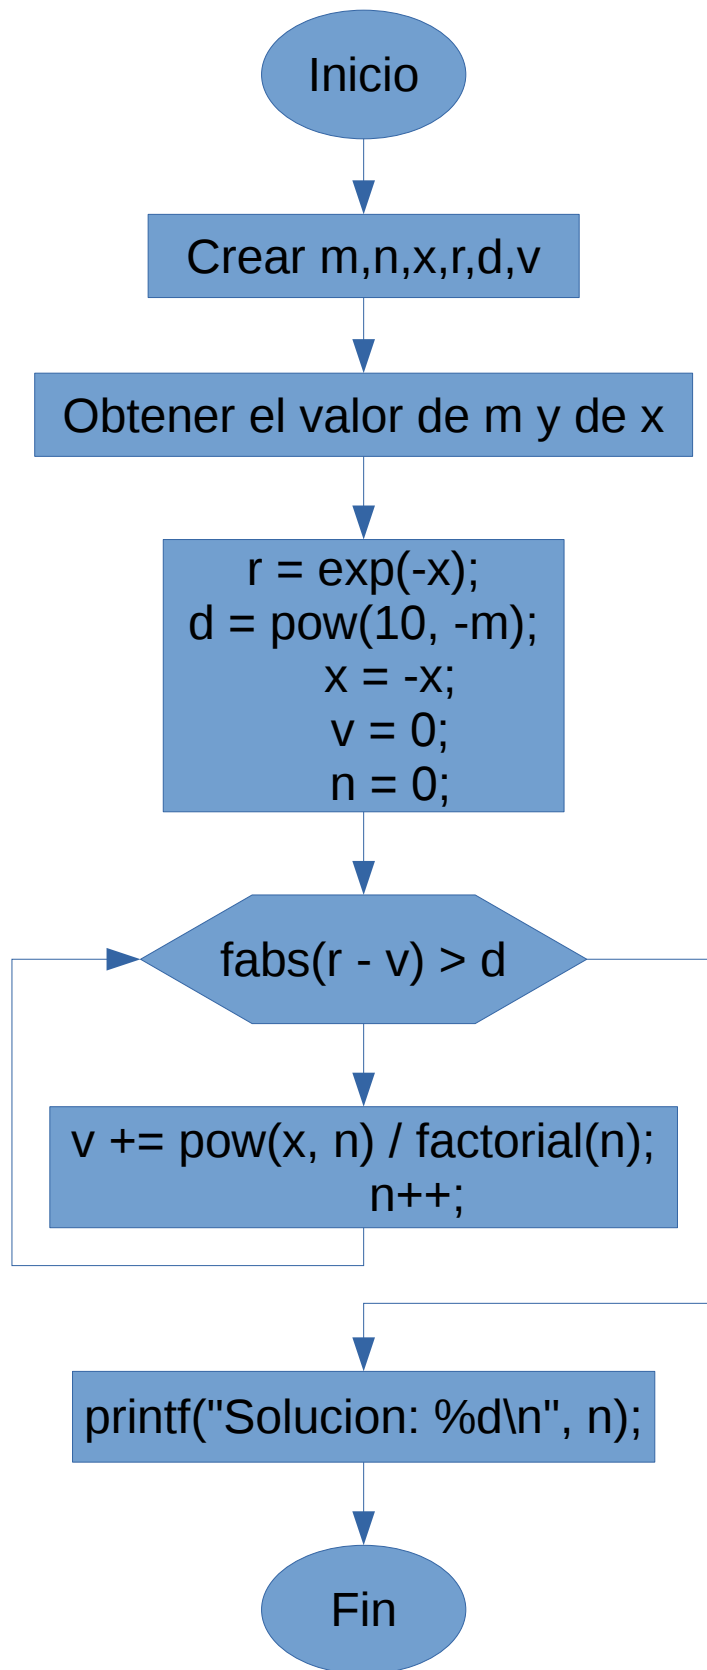 Inicio
Crear m,n,x,r,d,v
Obtener el valor de m y de x
r = exp(-x);
d = pow(10, -m);
x = -x;
v = 0;
n = 0;
fabs(r - v) > d
v += pow(x, n) / factorial(n);
n++;
printf("Solucion: %d\n", n);
Fin